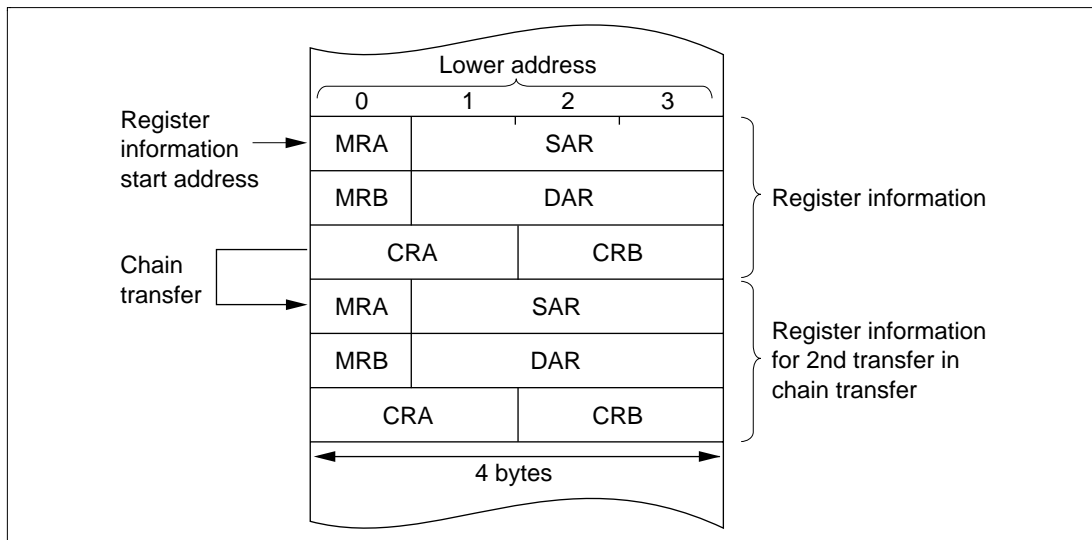 Lower address
0 1 2 3
Register
information
start address
MRA SAR
MRB DAR
Register information
CRA CRB
Chain
transfer
MRA SAR
MRB DAR
Register information
for 2nd transfer in
chain transfer
CRA CRB
4 bytes